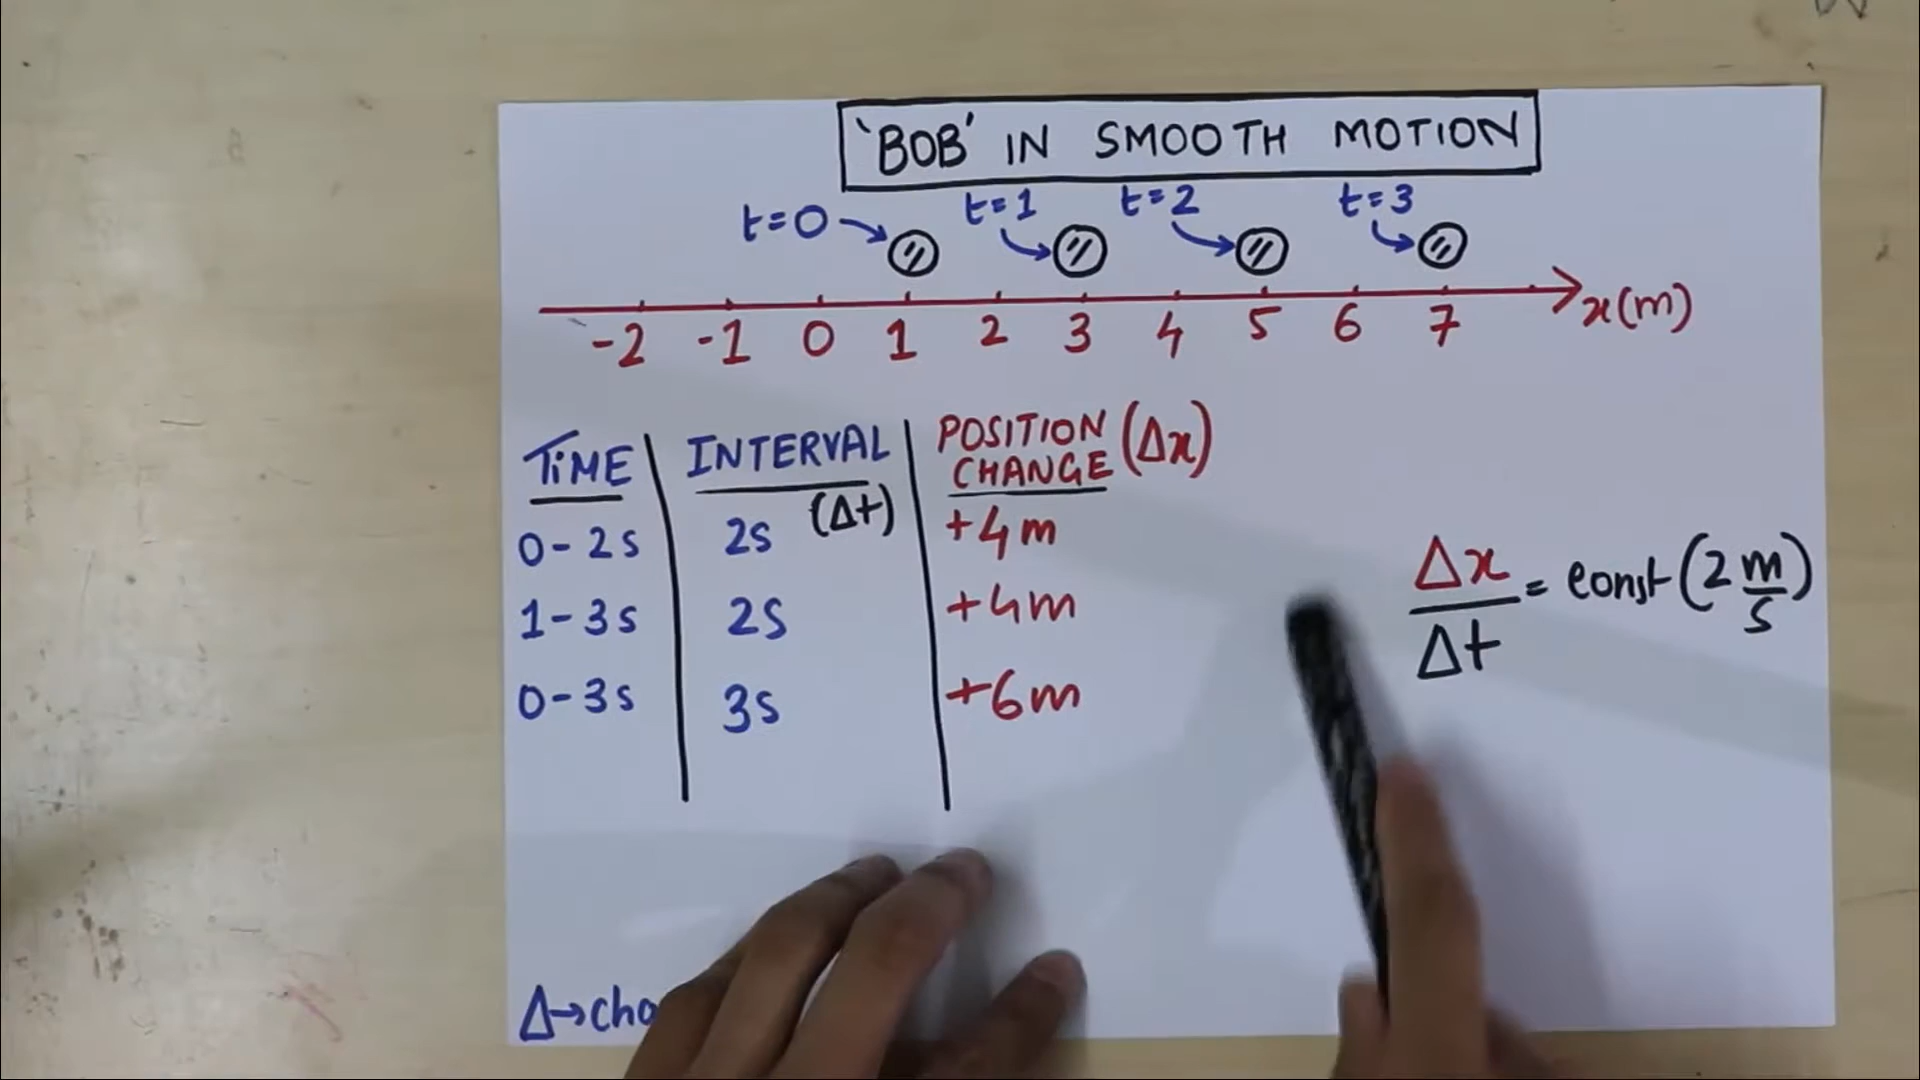 'BOB' IN SMOOTH MOTION
t=0 t=1 t=2 t=3
-2 -1 0 1 2 3 4 5 6 7 x(m)
TIME INTERVAL (Δt) POSITION CHANGE (Δx)
0-2s 2s +4m
1-3s 2s +4m
0-3s 3s +6m
Δx/Δt = const (2 m/s)
Δ→